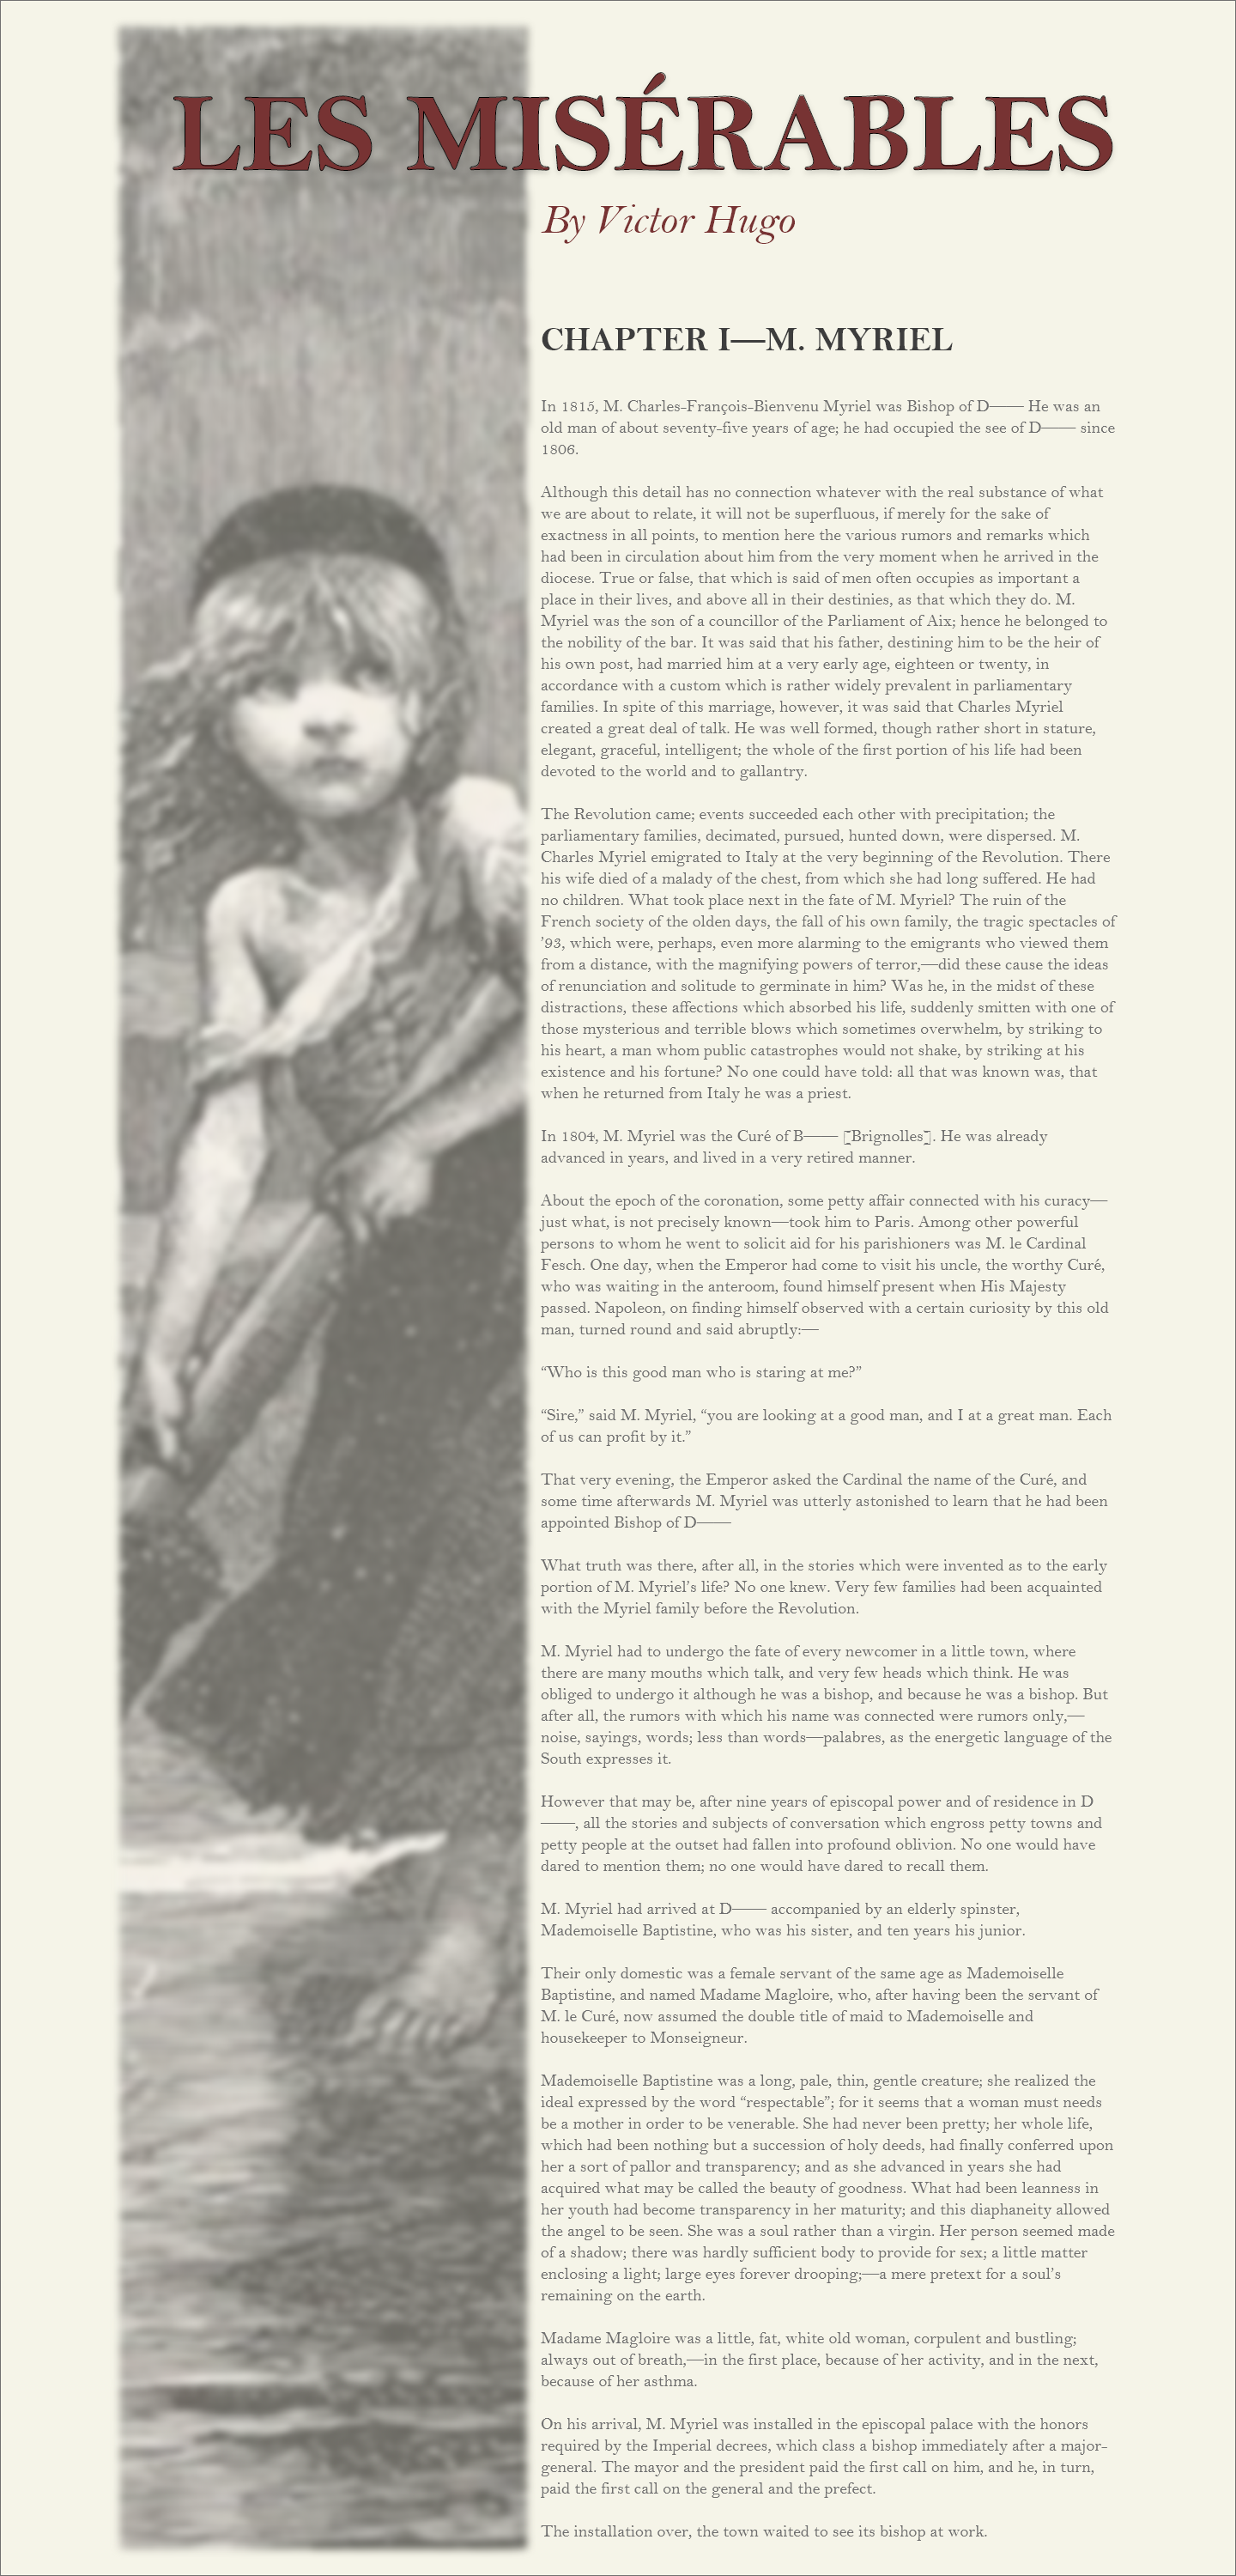 LES MISÉRABLES
By Victor Hugo
CHAPTER I—M. MYRIEL
In 1815, M. Charles-François-Bienvenu Myriel was Bishop of D—— He was an
old man of about seventy-five years of age; he had occupied the see of D—— since
1806.
Although this detail has no connection whatever with the real substance of what
we are about to relate, it will not be superfluous, if merely for the sake of
exactness in all points, to mention here the various rumors and remarks which
had been in circulation about him from the very moment when he arrived in the
diocese. True or false, that which is said of men often occupies as important a
place in their lives, and above all in their destinies, as that which they do. M.
Myriel was the son of a councillor of the Parliament of Aix; hence he belonged to
the nobility of the bar. It was said that his father, destining him to be the heir of
his own post, had married him at a very early age, eighteen or twenty, in
accordance with a custom which is rather widely prevalent in parliamentary
families. In spite of this marriage, however, it was said that Charles Myriel
created a great deal of talk. He was well formed, though rather short in stature,
elegant, graceful, intelligent; the whole of the first portion of his life had been
devoted to the world and to gallantry.
The Revolution came; events succeeded each other with precipitation; the
parliamentary families, decimated, pursued, hunted down, were dispersed. M.
Charles Myriel emigrated to Italy at the very beginning of the Revolution. There
his wife died of a malady of the chest, from which she had long suffered. He had
no children. What took place next in the fate of M. Myriel? The ruin of the
French society of the olden days, the fall of his own family, the tragic spectacles of
’93, which were, perhaps, even more alarming to the emigrants who viewed them
from a distance, with the magnifying powers of terror,—did these cause the ideas
of renunciation and solitude to germinate in him? Was he, in the midst of these
distractions, these affections which absorbed his life, suddenly smitten with one of
those mysterious and terrible blows which sometimes overwhelm, by striking to
his heart, a man whom public catastrophes would not shake, by striking at his
existence and his fortune? No one could have told: all that was known was, that
when he returned from Italy he was a priest.
In 1804, M. Myriel was the Curé of B—— [Brignolles]. He was already
advanced in years, and lived in a very retired manner.
About the epoch of the coronation, some petty affair connected with his curacy—
just what, is not precisely known—took him to Paris. Among other powerful
persons to whom he went to solicit aid for his parishioners was M. le Cardinal
Fesch. One day, when the Emperor had come to visit his uncle, the worthy Curé,
who was waiting in the anteroom, found himself present when His Majesty
passed. Napoleon, on finding himself observed with a certain curiosity by this old
man, turned round and said abruptly:—
“Who is this good man who is staring at me?”
“Sire,” said M. Myriel, “you are looking at a good man, and I at a great man. Each
of us can profit by it.”
That very evening, the Emperor asked the Cardinal the name of the Curé, and
some time afterwards M. Myriel was utterly astonished to learn that he had been
appointed Bishop of D——
What truth was there, after all, in the stories which were invented as to the early
portion of M. Myriel’s life? No one knew. Very few families had been acquainted
with the Myriel family before the Revolution.
M. Myriel had to undergo the fate of every newcomer in a little town, where
there are many mouths which talk, and very few heads which think. He was
obliged to undergo it although he was a bishop, and because he was a bishop. But
after all, the rumors with which his name was connected were rumors only,—
noise, sayings, words; less than words—palabres, as the energetic language of the
South expresses it.
However that may be, after nine years of episcopal power and of residence in D
——, all the stories and subjects of conversation which engross petty towns and
petty people at the outset had fallen into profound oblivion. No one would have
dared to mention them; no one would have dared to recall them.
M. Myriel had arrived at D—— accompanied by an elderly spinster,
Mademoiselle Baptistine, who was his sister, and ten years his junior.
Their only domestic was a female servant of the same age as Mademoiselle
Baptistine, and named Madame Magloire, who, after having been the servant of
M. le Curé, now assumed the double title of maid to Mademoiselle and
housekeeper to Monseigneur.
Mademoiselle Baptistine was a long, pale, thin, gentle creature; she realized the
ideal expressed by the word “respectable”; for it seems that a woman must needs
be a mother in order to be venerable. She had never been pretty; her whole life,
which had been nothing but a succession of holy deeds, had finally conferred upon
her a sort of pallor and transparency; and as she advanced in years she had
acquired what may be called the beauty of goodness. What had been leanness in
her youth had become transparency in her maturity; and this diaphaneity allowed
the angel to be seen. She was a soul rather than a virgin. Her person seemed made
of a shadow; there was hardly sufficient body to provide for sex; a little matter
enclosing a light; large eyes forever drooping;—a mere pretext for a soul’s
remaining on the earth.
Madame Magloire was a little, fat, white old woman, corpulent and bustling;
always out of breath,—in the first place, because of her activity, and in the next,
because of her asthma.
On his arrival, M. Myriel was installed in the episcopal palace with the honors
required by the Imperial decrees, which class a bishop immediately after a major-
general. The mayor and the president paid the first call on him, and he, in turn,
paid the first call on the general and the prefect.
The installation over, the town waited to see its bishop at work.